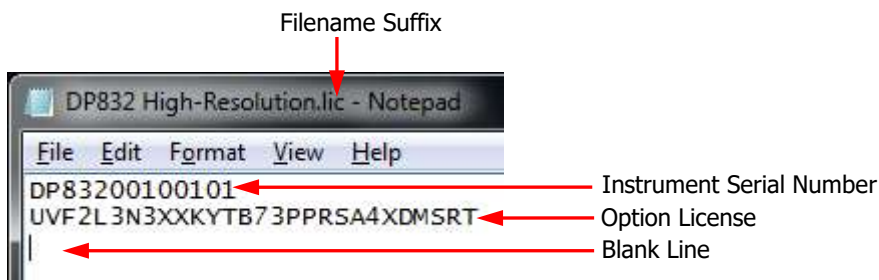 Filename Suffix
DP832 High-Resolution.lic - Notepad
File Edit Format View Help
DP83200100101
Instrument Serial Number
UVF2L3N3XXKYTB73PPRSA4XDMSRT
Option License
Blank Line